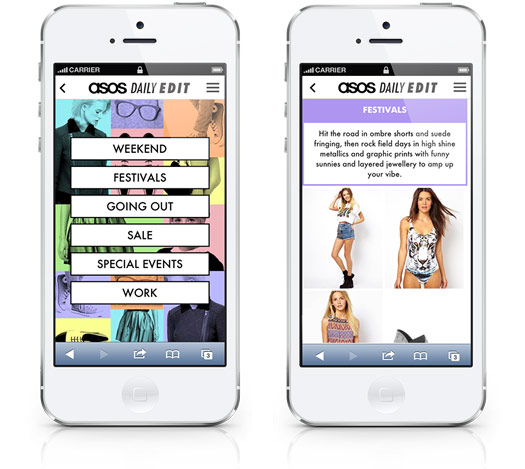 CARRIER
asos DAILY EDIT
WEEKEND
FESTIVALS
GOING OUT
SALE
SPECIAL EVENTS
WORK
3
CARRIER
asos DAILY EDIT
FESTIVALS
Hit the road in ombre shorts and suede
fringing, then rock field days in high shine
metallics and graphic prints with funny
sunnies and layered jewellery to amp up
your vibe.
3